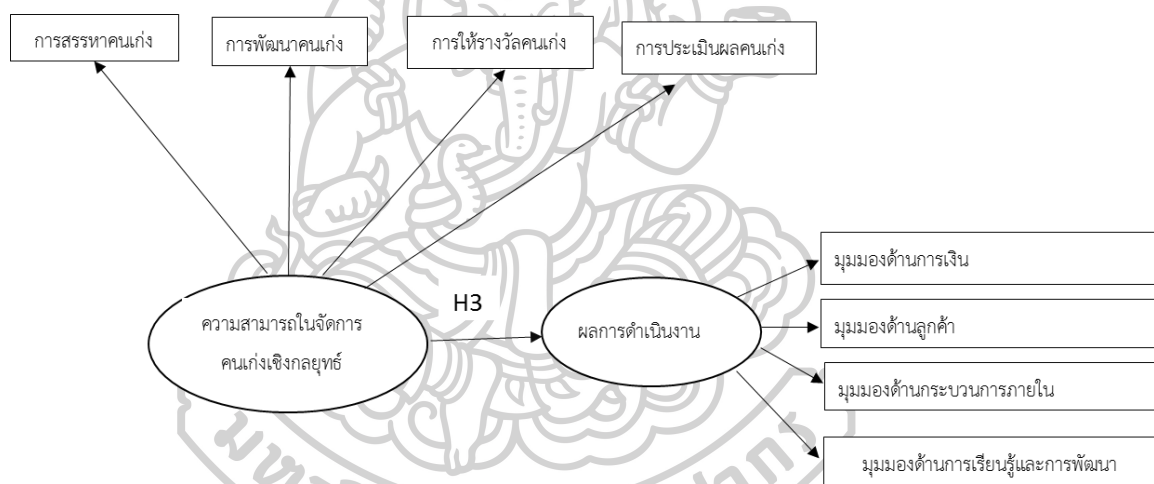 การสรรหาคนเก่ง
การพัฒนาคนเก่ง
การให้รางวัลคนเก่ง
การประเมินผลคนเก่ง
ความสามารถในจัดการ
คนเก่งเชิงกลยุทธ์
H3
ผลการดำเนินงาน
มุมมองด้านการเงิน
มุมมองด้านลูกค้า
มุมมองด้านกระบวนการภายใน
มุมมองด้านการเรียนรู้และการพัฒนา